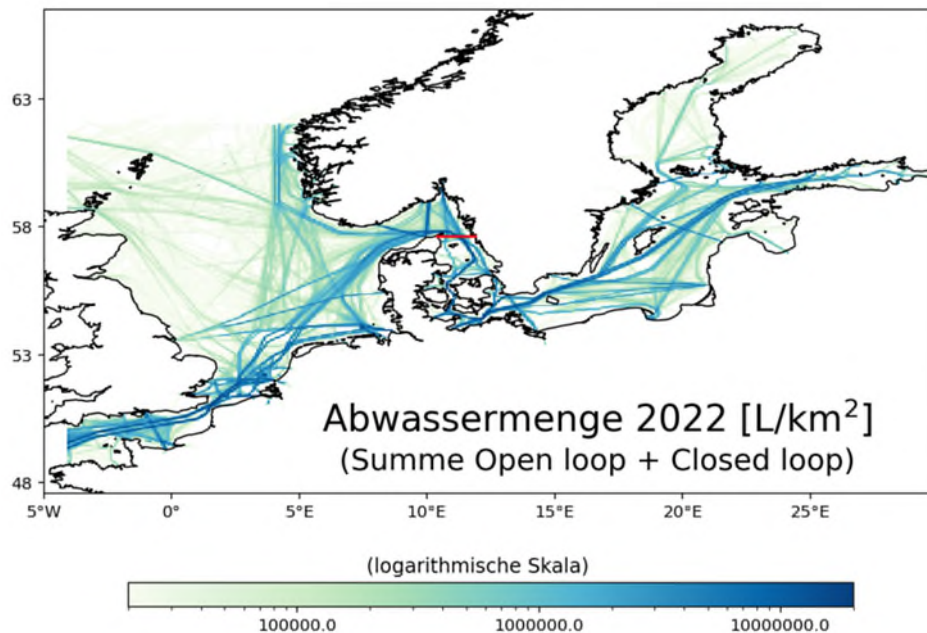 63
58
53
48
5°W
0°
5°E
10°E
15°E
20°E
25°E
Abwassermenge 2022 [L/km²]
(Summe Open loop + Closed loop)
(logarithmische Skala)
100000.0
1000000.0
10000000.0